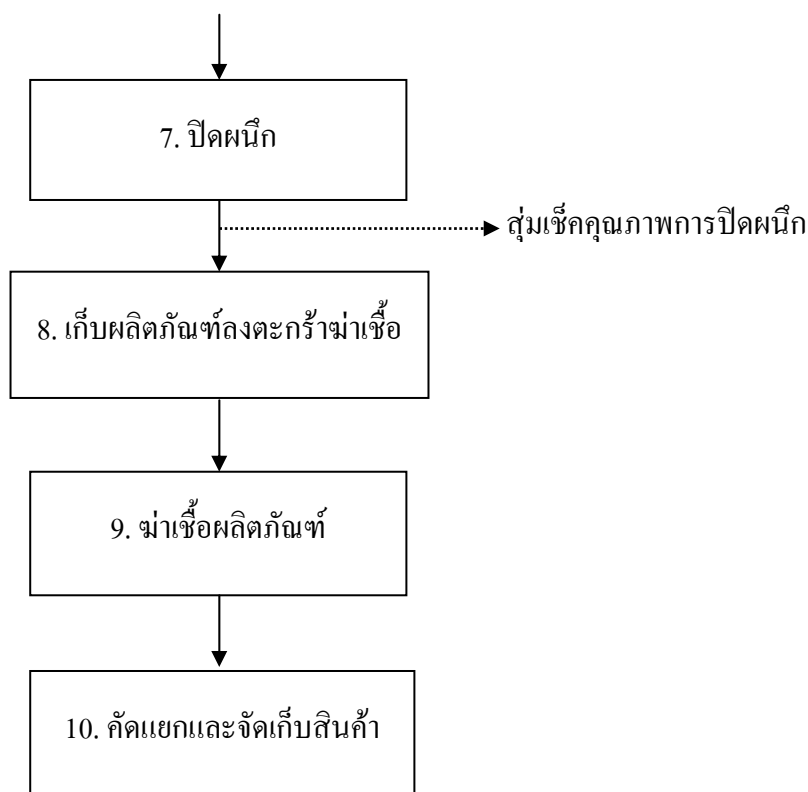 7. ปิดผนึก
สุ่มเช็คคุณภาพการปิดผนึก
8. เก็บผลิตภัณฑ์ลงตะกร้าฆ่าเชื้อ
9. ฆ่าเชื้อผลิตภัณฑ์
10. คัดแยกและจัดเก็บสินค้า